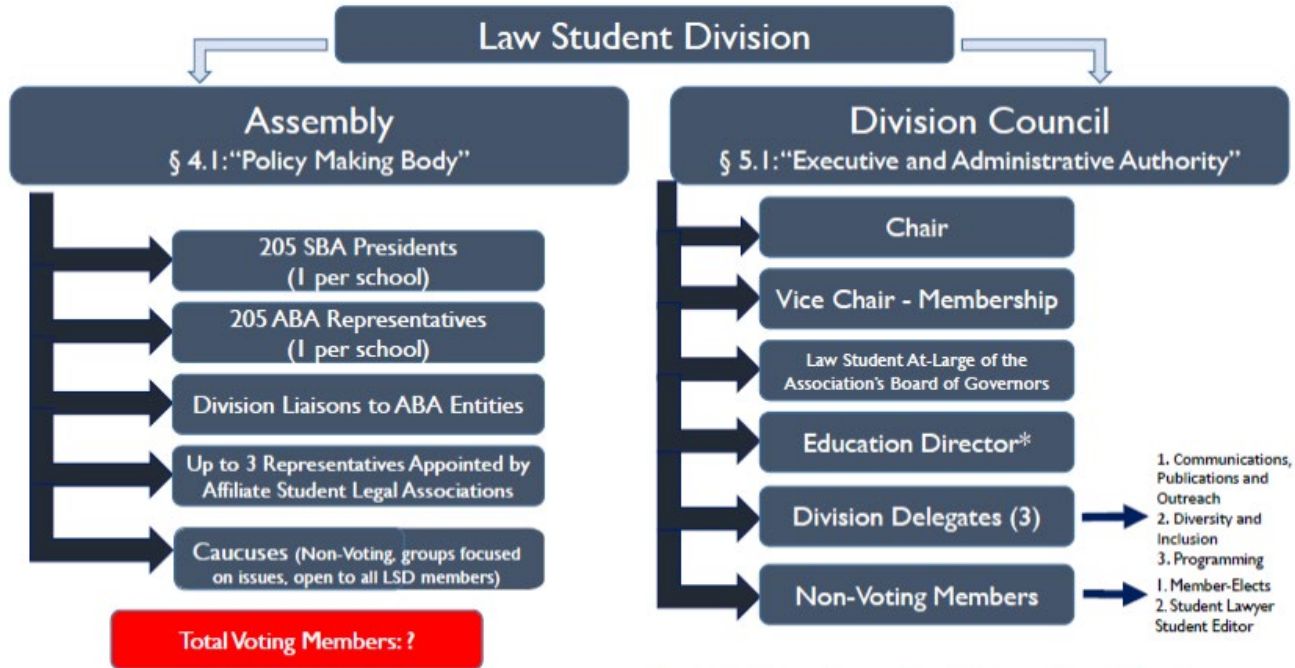 Law Student Division
Assembly
§ 4.1: “Policy Making Body”
205 SBA Presidents
(1 per school)
205 ABA Representatives
(1 per school)
Division Liaisons to ABA Entities
Up to 3 Representatives Appointed by
Affiliate Student Legal Associations
Caucuses (Non-Voting, groups focused
on issues, open to all LSD members)
Total Voting Members: ?
Division Council
§ 5.1: “Executive and Administrative Authority”
Chair
Vice Chair - Membership
Law Student At-Large of the
Association’s Board of Governors
Education Director*
Division Delegates (3)
1. Communications,
Publications and
Outreach
2. Diversity and
Inclusion
3. Programming
Non-Voting Members
1. Member-Elects
2. Student Lawyer
Student Editor